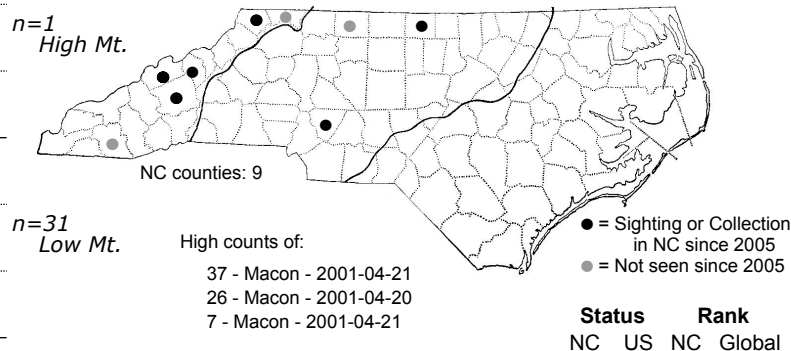 n=1
High Mt.
NC counties: 9
n=31
Low Mt.
High counts of:
37 - Macon - 2001-04-21
26 - Macon - 2001-04-20
7 - Macon - 2001-04-21
= Sighting or Collection
in NC since 2005
= Not seen since 2005
Status Rank
NC US NC Global